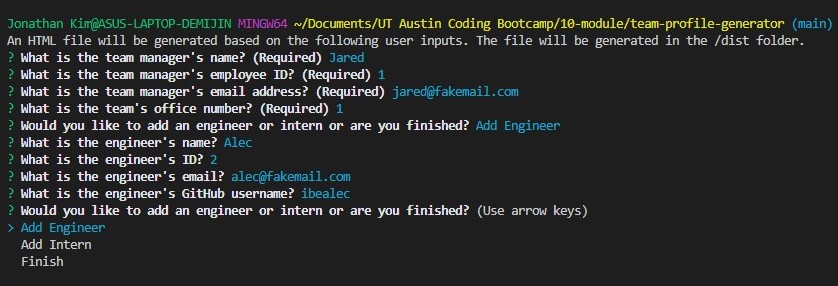 Jonathan Kim@ASUS-LAPTOP-DEMIJIN MINGW64 ~/Documents/UT Austin Coding Bootcamp/10-module/team-profile-generator (main)
An HTML file will be generated based on the following user inputs. The file will be generated in the /dist folder.
? What is the team manager's name? (Required) Jared
? What is the team manager's employee ID? (Required) 1
? What is the team manager's email address? (Required) jared@fakemail.com
? What is the team's office number? (Required) 1
? Would you like to add an engineer or intern or are you finished? Add Engineer
? What is the engineer's name? Alec
? What is the engineer's ID? 2
? What is the engineer's email? alec@fakemail.com
? What is the engineer's GitHub username? ibealec
? Would you like to add an engineer or intern or are you finished? (Use arrow keys)
> Add Engineer
Add Intern
Finish